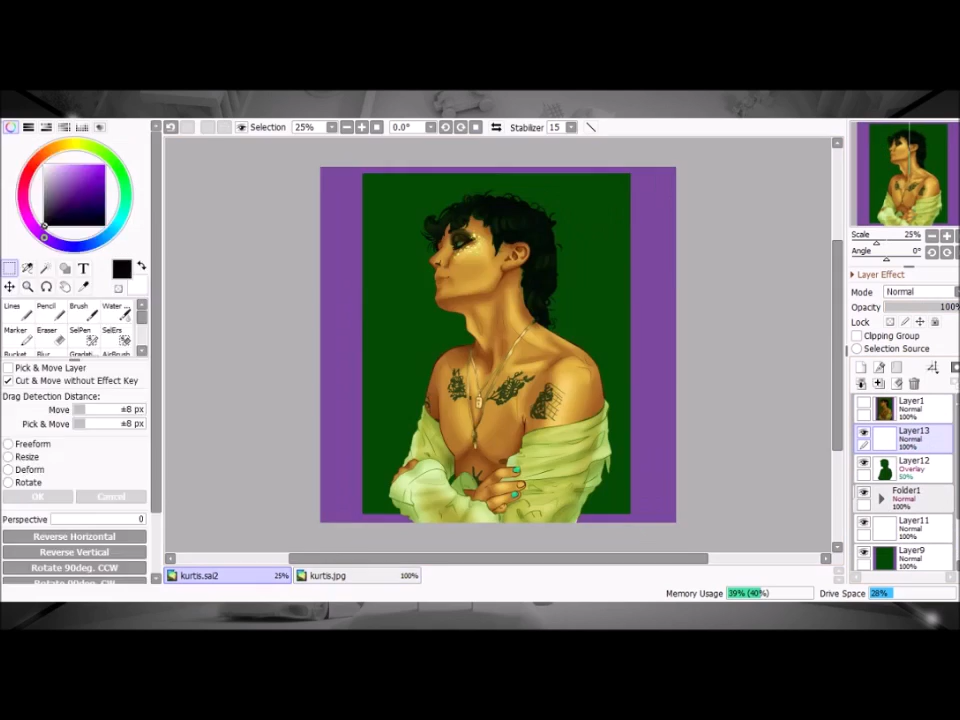 Selection 25% 0.0° Stabilizer 15
T
Lines Pencil Brush Water ...
Marker Eraser SelPen SelErs
Bucket Blur Gradati... AirBrush
Pick & Move Layer
Cut & Move without Effect Key
Drag Detection Distance:
Move ±8 px
Pick & Move ±8 px
Freeform
Resize
Deform
Rotate
OK Cancel
Perspective 0
Reverse Horizontal
Reverse Vertical
Rotate 90deg. CCW
Rotate 90deg. CW
kurtis.sai2 25% kurtis.jpg 100%
Scale 25%
Angle 0°
Layer Effect
Mode Normal
Opacity 100%
Lock
Clipping Group
Selection Source
Layer1
Normal
100%
Layer13
Normal
100%
Layer12
Overlay
50%
Folder1
Normal
100%
Layer11
Normal
100%
Layer9
Normal
100%
Memory Usage 39% (40%) Drive Space 28%